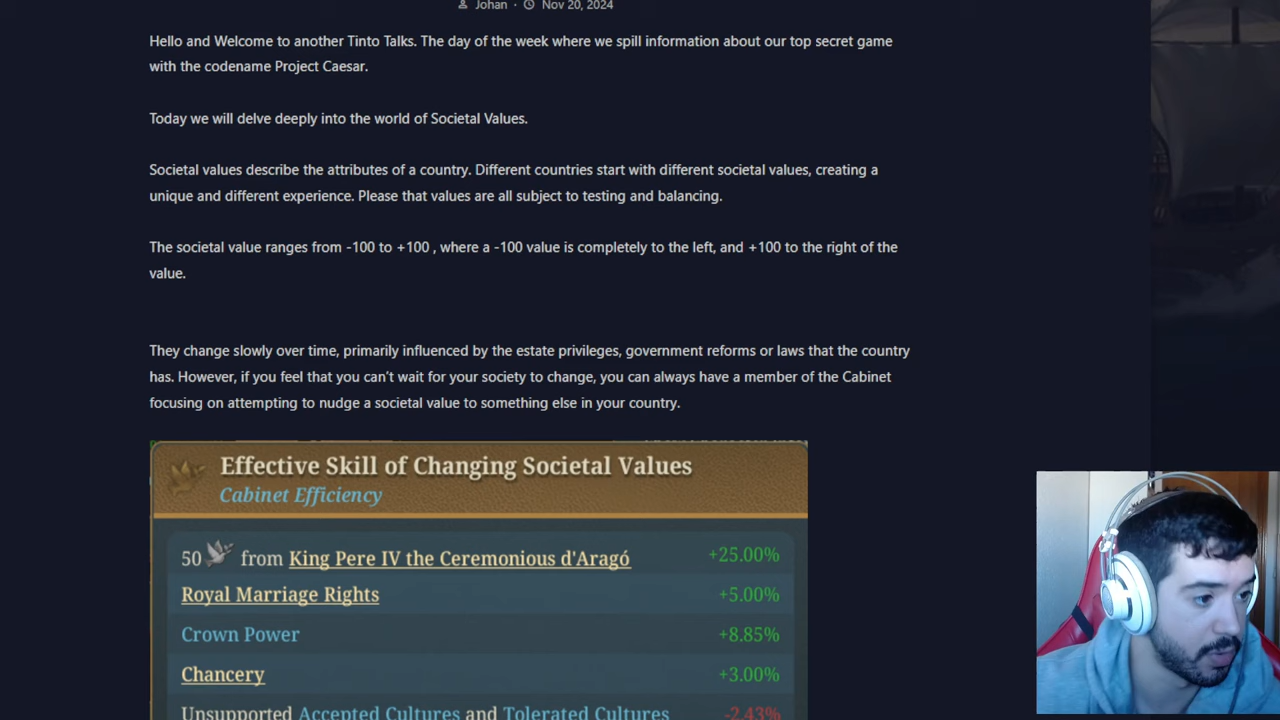 Johan · Nov 20, 2024
Hello and Welcome to another Tinto Talks. The day of the week where we spill information about our top secret game
with the codename Project Caesar.
Today we will delve deeply into the world of Societal Values.
Societal values describe the attributes of a country. Different countries start with different societal values, creating a
unique and different experience. Please that values are all subject to testing and balancing.
The societal value ranges from -100 to +100 , where a -100 value is completely to the left, and +100 to the right of the
value.
They change slowly over time, primarily influenced by the estate privileges, government reforms or laws that the country
has. However, if you feel that you can't wait for your society to change, you can always have a member of the Cabinet
focusing on attempting to nudge a societal value to something else in your country.
Effective Skill of Changing Societal Values
Cabinet Efficiency
50 from King Pere IV the Ceremonious d'Aragó +25.00%
Royal Marriage Rights +5.00%
Crown Power +8.85%
Chancery +3.00%
Unsupported Accepted Cultures and Tolerated Cultures -2.43%